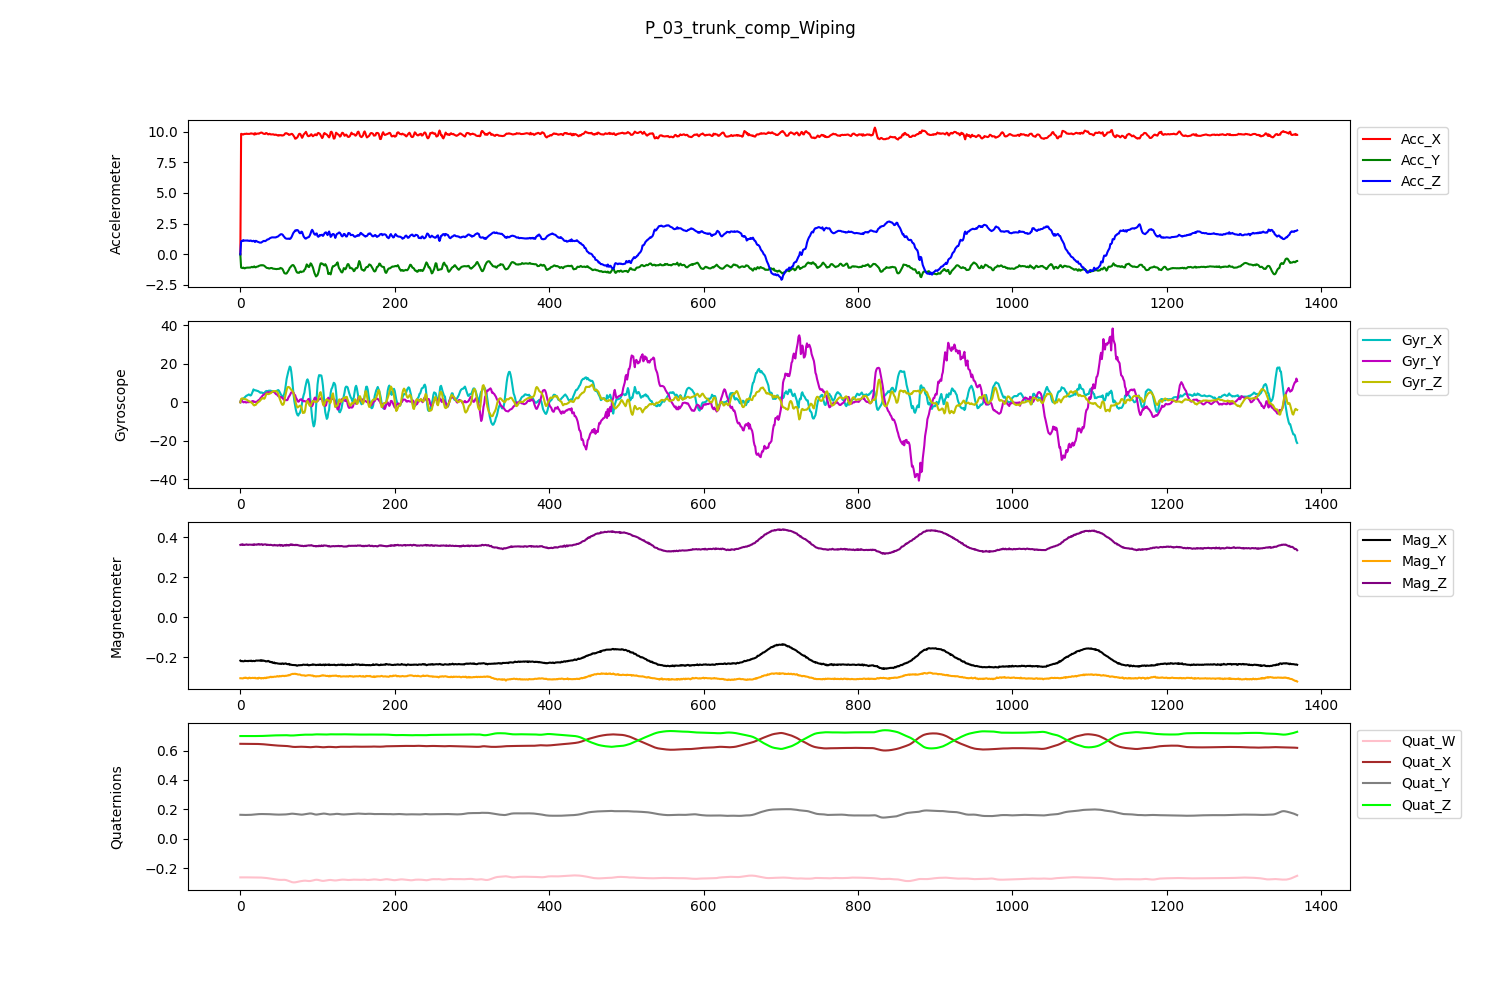 P_03_trunk_comp_Wiping
Accelerometer
10.0
7.5
5.0
2.5
0.0
−2.5
0 200 400 600 800 1000 1200 1400
Acc_X
Acc_Y
Acc_Z
Gyroscope
40
20
0
−20
−40
0 200 400 600 800 1000 1200 1400
Gyr_X
Gyr_Y
Gyr_Z
Magnetometer
0.4
0.2
0.0
−0.2
0 200 400 600 800 1000 1200 1400
Mag_X
Mag_Y
Mag_Z
Quaternions
0.6
0.4
0.2
0.0
−0.2
0 200 400 600 800 1000 1200 1400
Quat_W
Quat_X
Quat_Y
Quat_Z